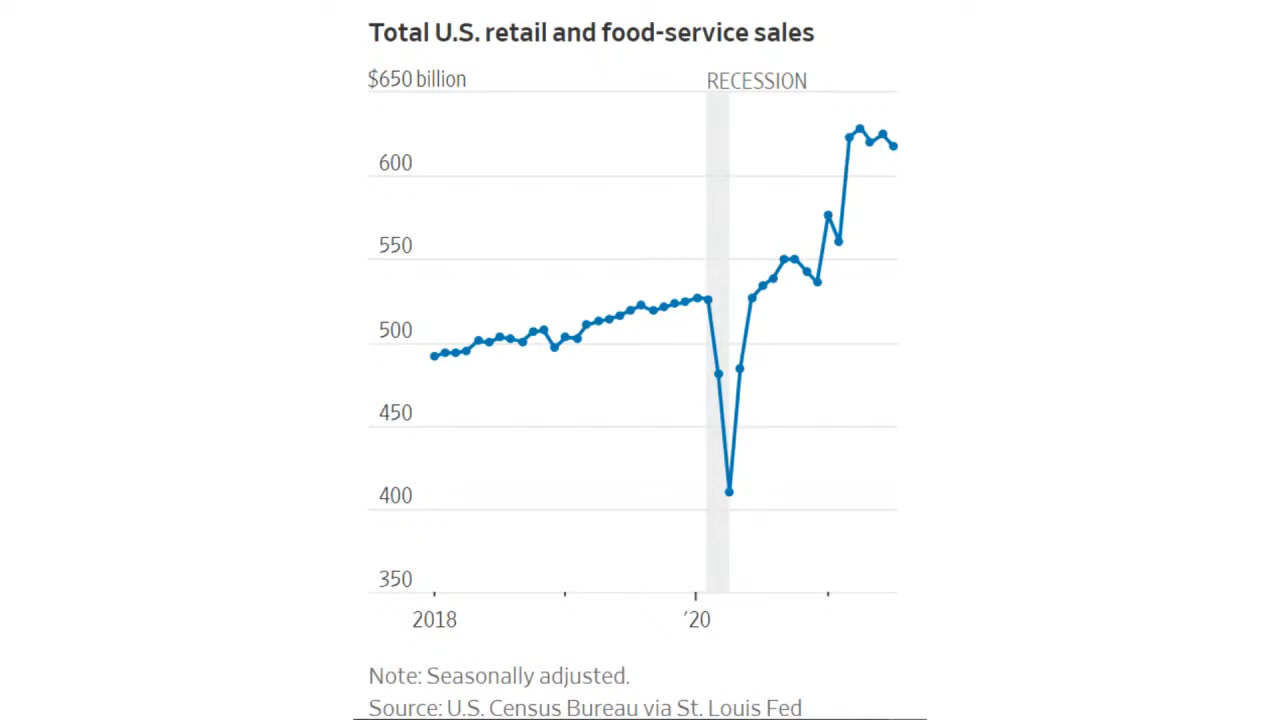 Total U.S. retail and food-service sales
$650 billion
RECESSION
600
550
500
450
400
350
2018
’20
Note: Seasonally adjusted.
Source: U.S. Census Bureau via St. Louis Fed